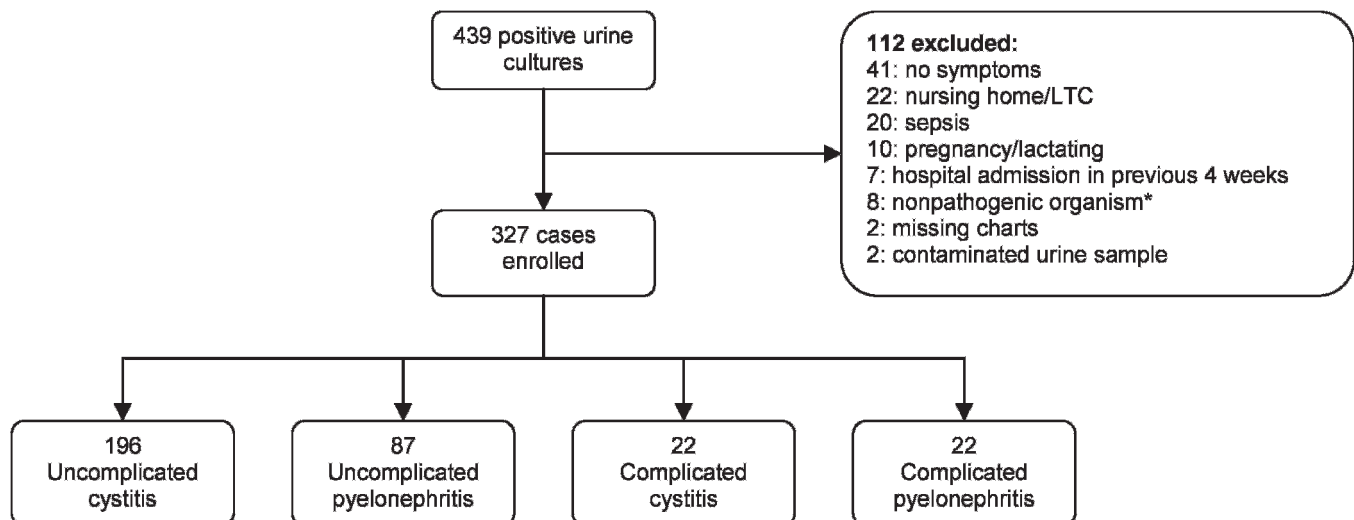 439 positive urine
cultures
112 excluded:
41: no symptoms
22: nursing home/LTC
20: sepsis
10: pregnancy/lactating
7: hospital admission in previous 4 weeks
8: nonpathogenic organism*
2: missing charts
2: contaminated urine sample
327 cases
enrolled
196
Uncomplicated
cystitis
87
Uncomplicated
pyelonephritis
22
Complicated
cystitis
22
Complicated
pyelonephritis